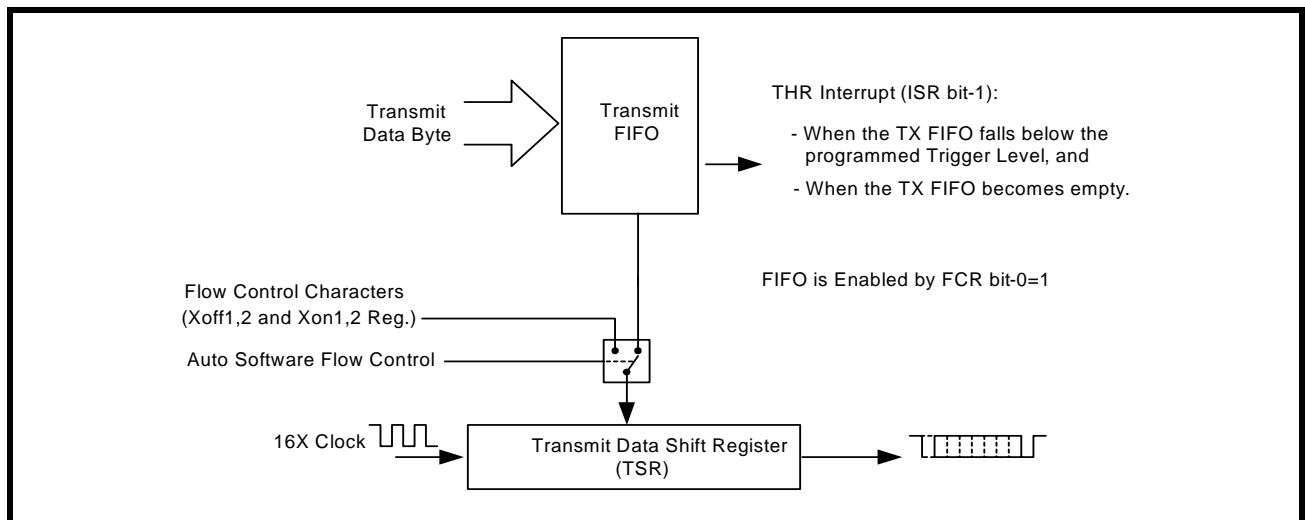 Transmit
Data Byte
Transmit
FIFO
THR Interrupt (ISR bit-1):
- When the TX FIFO falls below the
programmed Trigger Level, and
- When the TX FIFO becomes empty.
FIFO is Enabled by FCR bit-0=1
Flow Control Characters
(Xoff1,2 and Xon1,2 Reg.)
Auto Software Flow Control
16X Clock
Transmit Data Shift Register
(TSR)